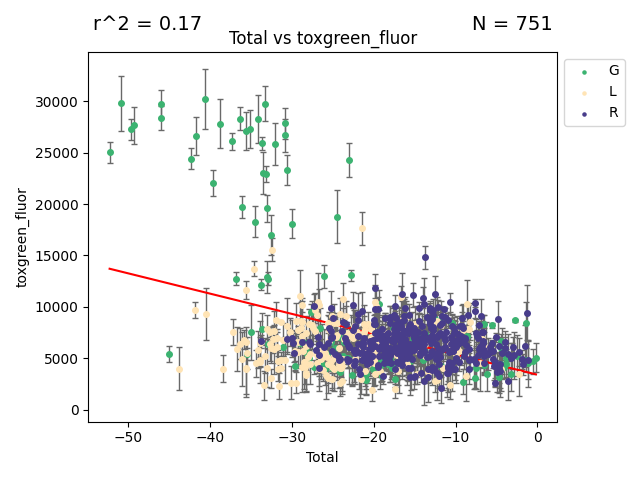 r^2 = 0.17
N = 751
Total vs toxgreen_fluor
G
L
R
30000
25000
20000
15000
10000
5000
0
toxgreen_fluor
−50
−40
−30
−20
−10
0
Total